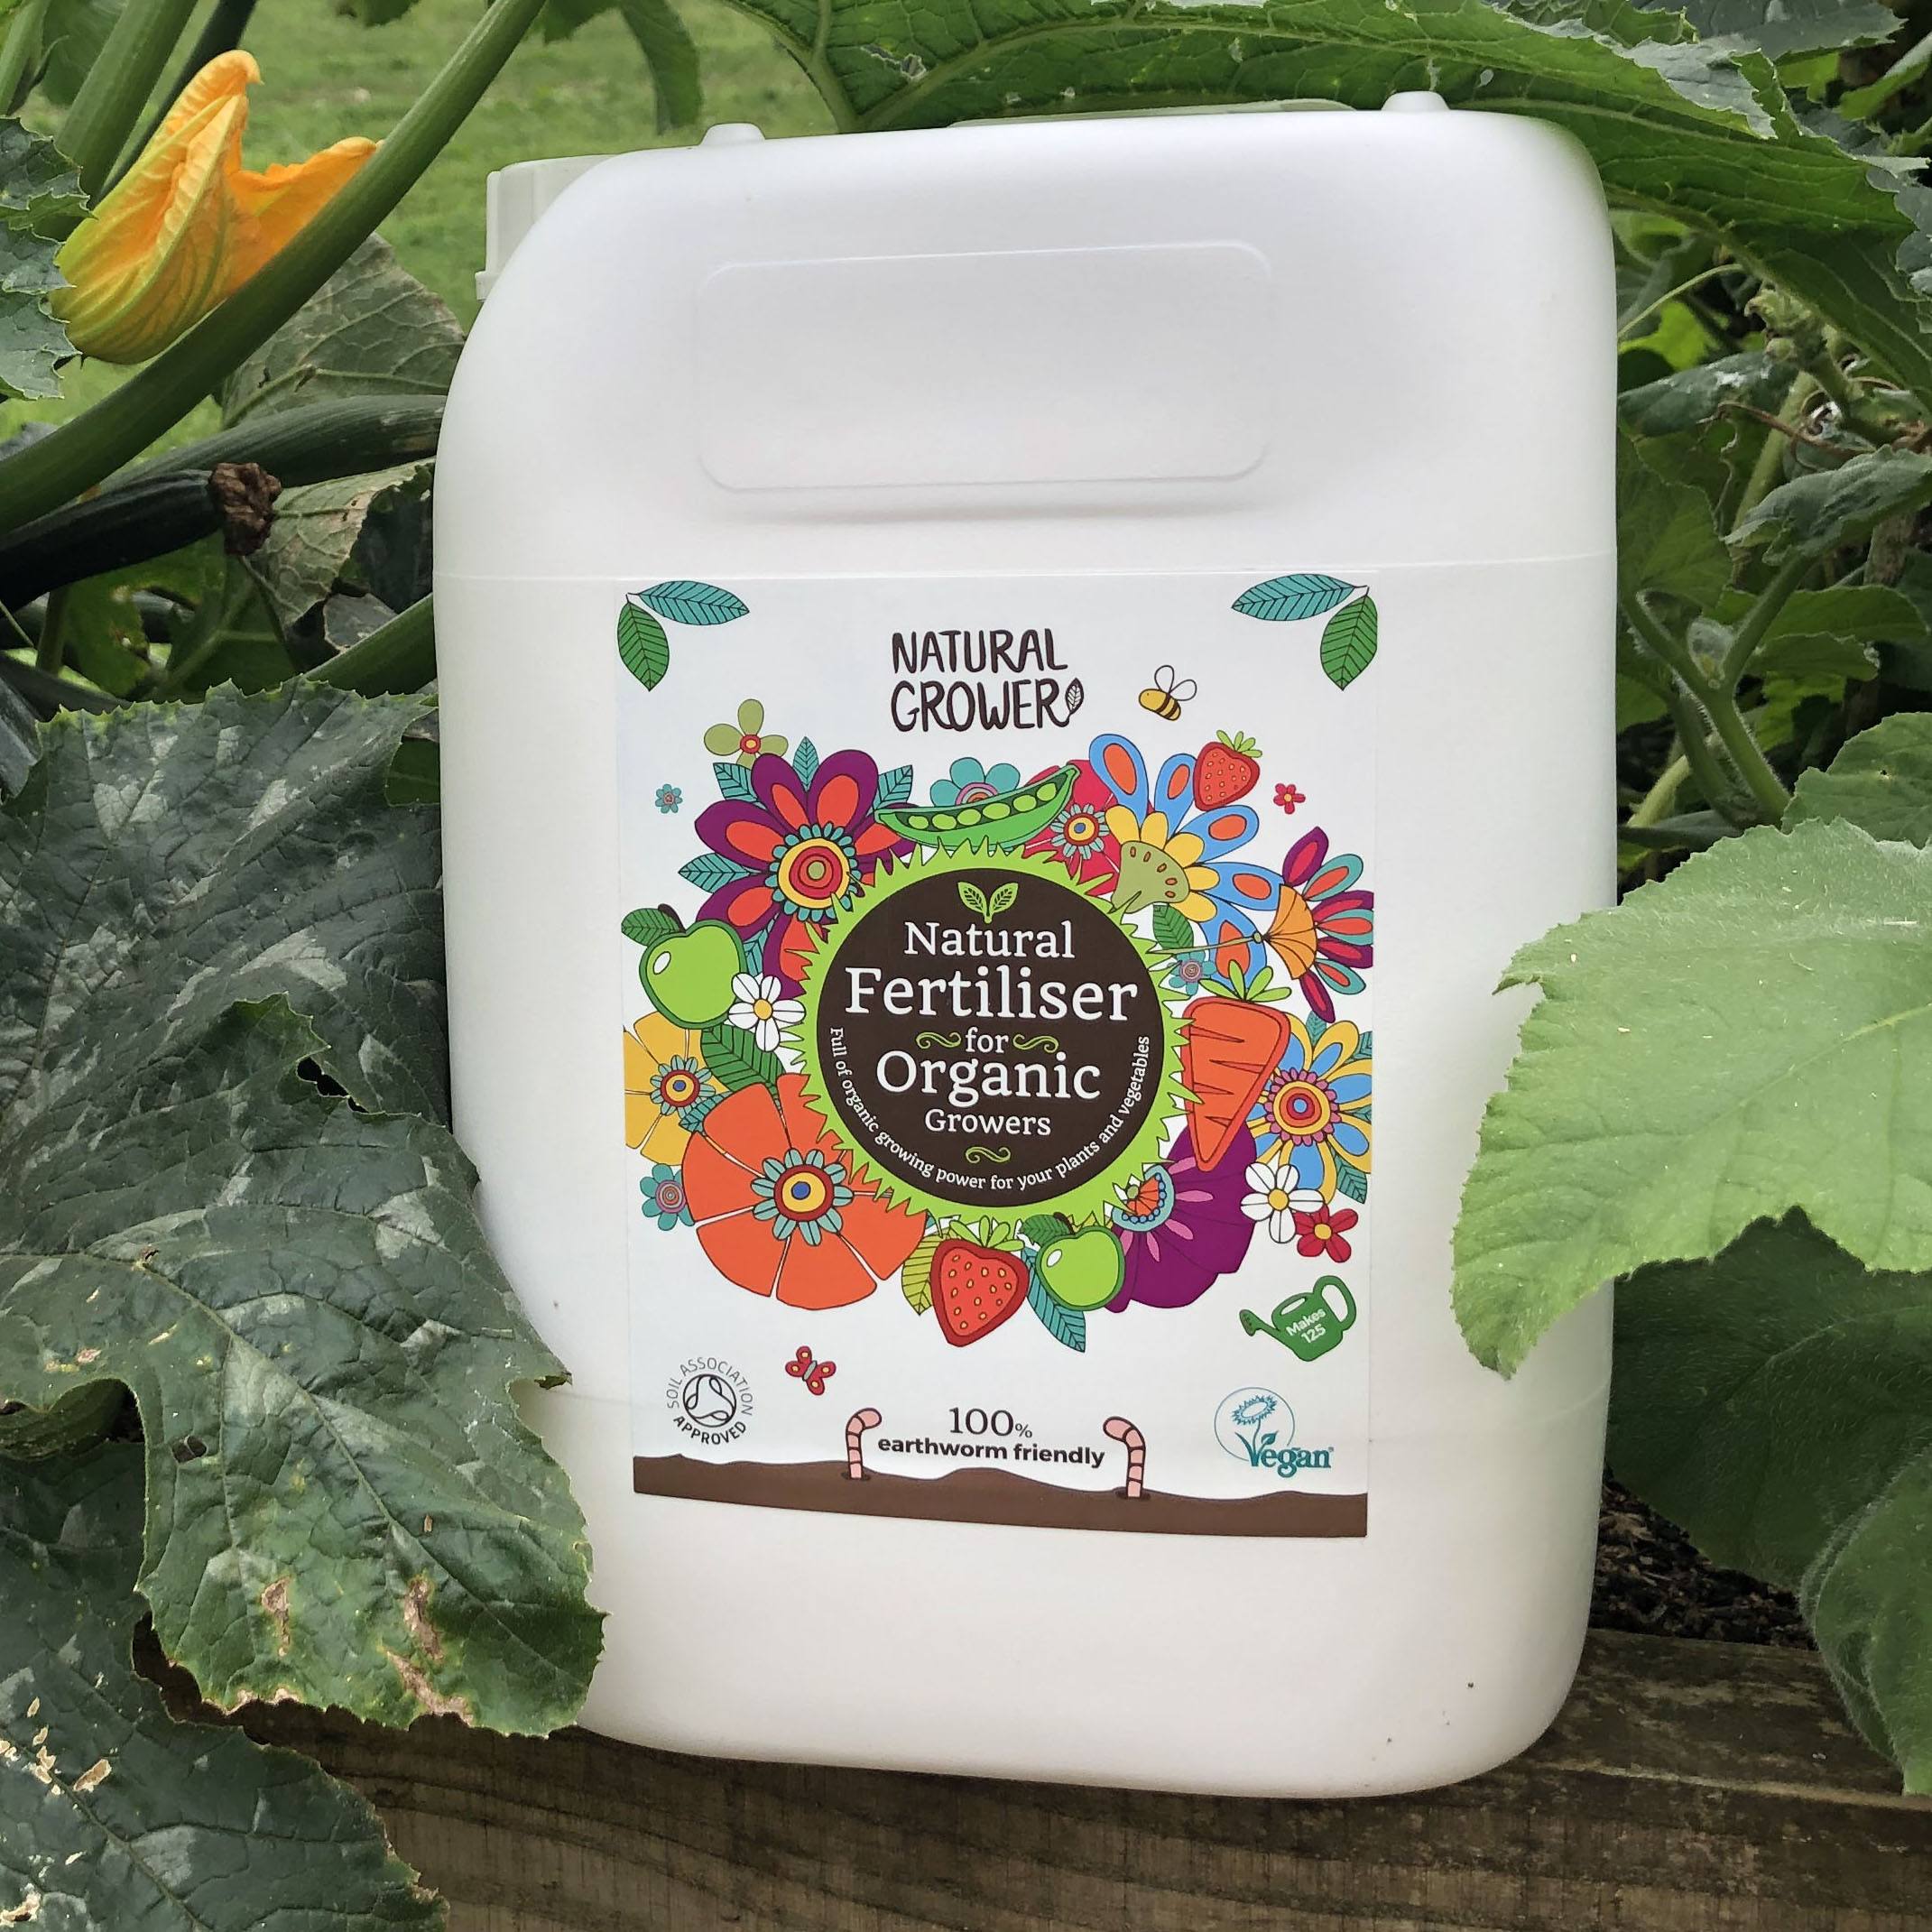 NATURAL
GROWER
Natural
Fertiliser
for
Organic
Growers
Full of organic growing power for your plants and vegetables
Makes
125
SOIL ASSOCIATION
APPROVED
100%
earthworm friendly
Vegan